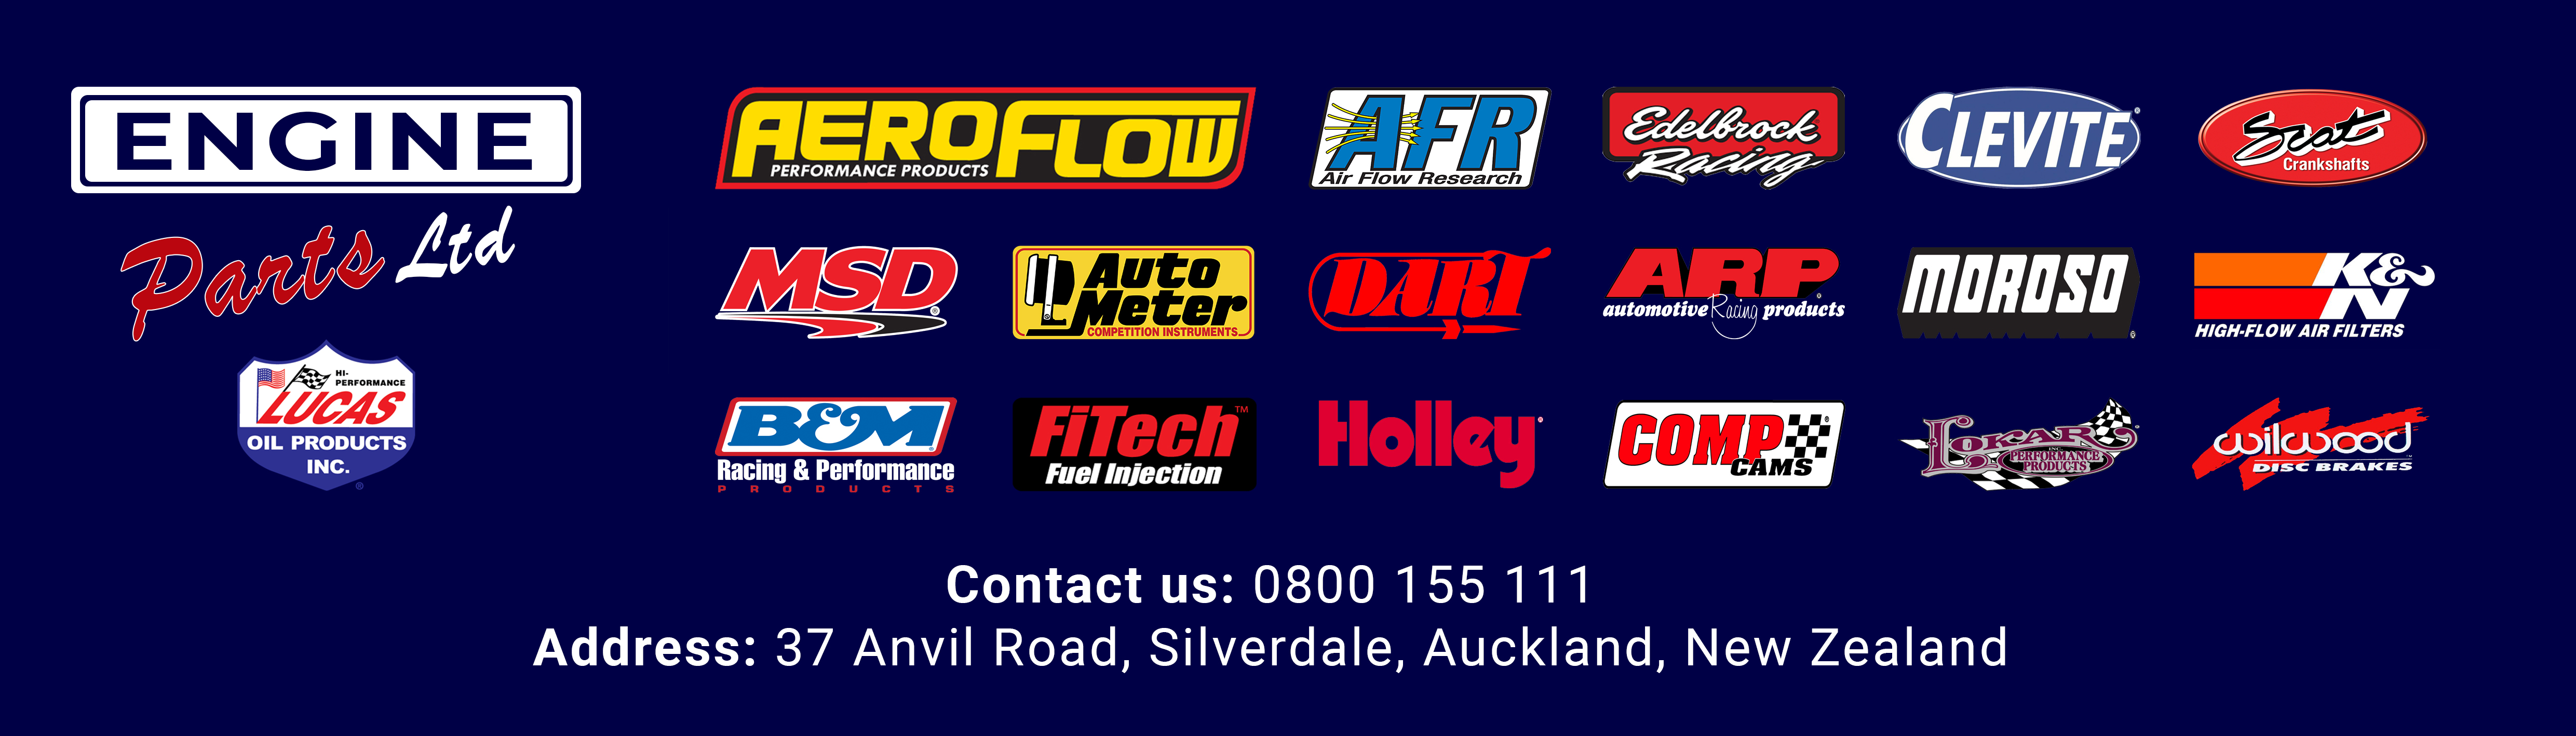 ENGINE
Parts Ltd
HI-
PERFORMANCE
LUCAS
OIL PRODUCTS
INC.
®
AEROFLOW
PERFORMANCE PRODUCTS
AFR
Air Flow Research
Edelbrock
Racing
CLEVITE®
Scat
Crankshafts
MSD®
Auto
Meter
COMPETITION INSTRUMENTS
DART
ARP®
automotive Racing products
MOROSO®
K&N
HIGH-FLOW AIR FILTERS
B&M®
Racing & Performance
PRODUCTS
FiTech™
Fuel Injection
Holley®
COMP®
CAMS
LOKAR®
PERFORMANCE
PRODUCTS
wilwood™
DISC BRAKES
Contact us: 0800 155 111
Address: 37 Anvil Road, Silverdale, Auckland, New Zealand